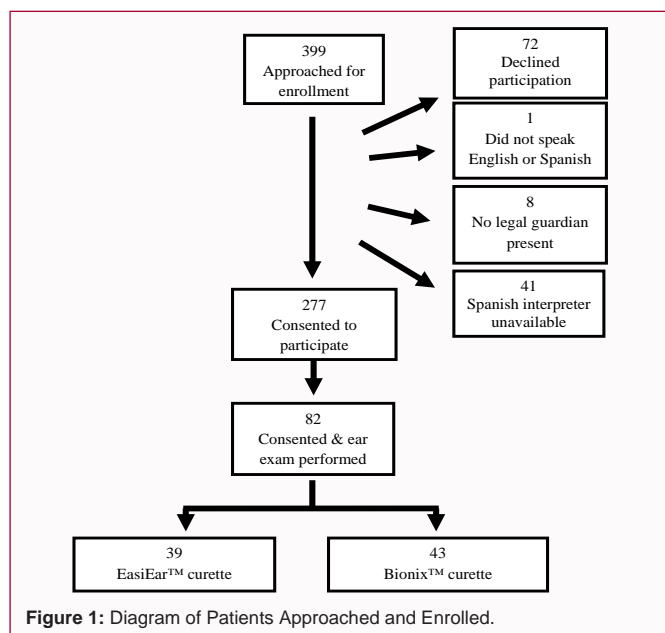 399
Approached for
enrollment
72
Declined
participation
1
Did not speak
English or Spanish
8
No legal guardian
present
41
Spanish interpreter
unavailable
277
Consented to
participate
82
Consented & ear
exam performed
39
EasiEar™ curette
43
Bionix™ curette
Figure 1: Diagram of Patients Approached and Enrolled.